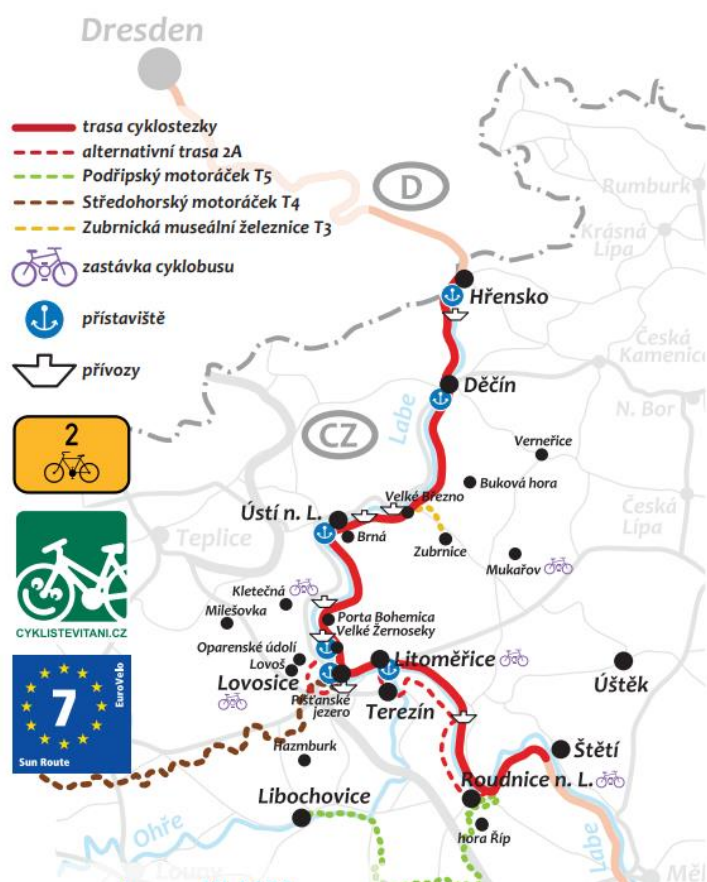 Dresden
trasa cyklostezky
alternativní trasa 2A
Podřipský motoráček T5
Středohorský motoráček T4
Zubrnická museální železnice T3
zastávka cyklobusu
přístaviště
přívozy
D
Rumburk
Krásná
Lípa
Hřensko
Česká
Kamenice
Děčín
N. Bor
CZ
Labe
2
Verneřice
Buková hora
Velké Březno
Ústí n. L.
Brná
Česká
Lípa
Teplice
Zubrnice
Mukařov
CYKLISTEVITANI.CZ
Kletečná
Milešovka
Porta Bohemica
Velké Žernoseky
Oparenské údolí
Lovoš
Litoměřice
Lovosice
Úštěk
7
EuroVelo
Sun Route
Píšťanské
jezero
Terezín
Hazmburk
Štětí
Roudnice n. L.
Libochovice
hora Říp
Ohře
Labe
Louny
Měl